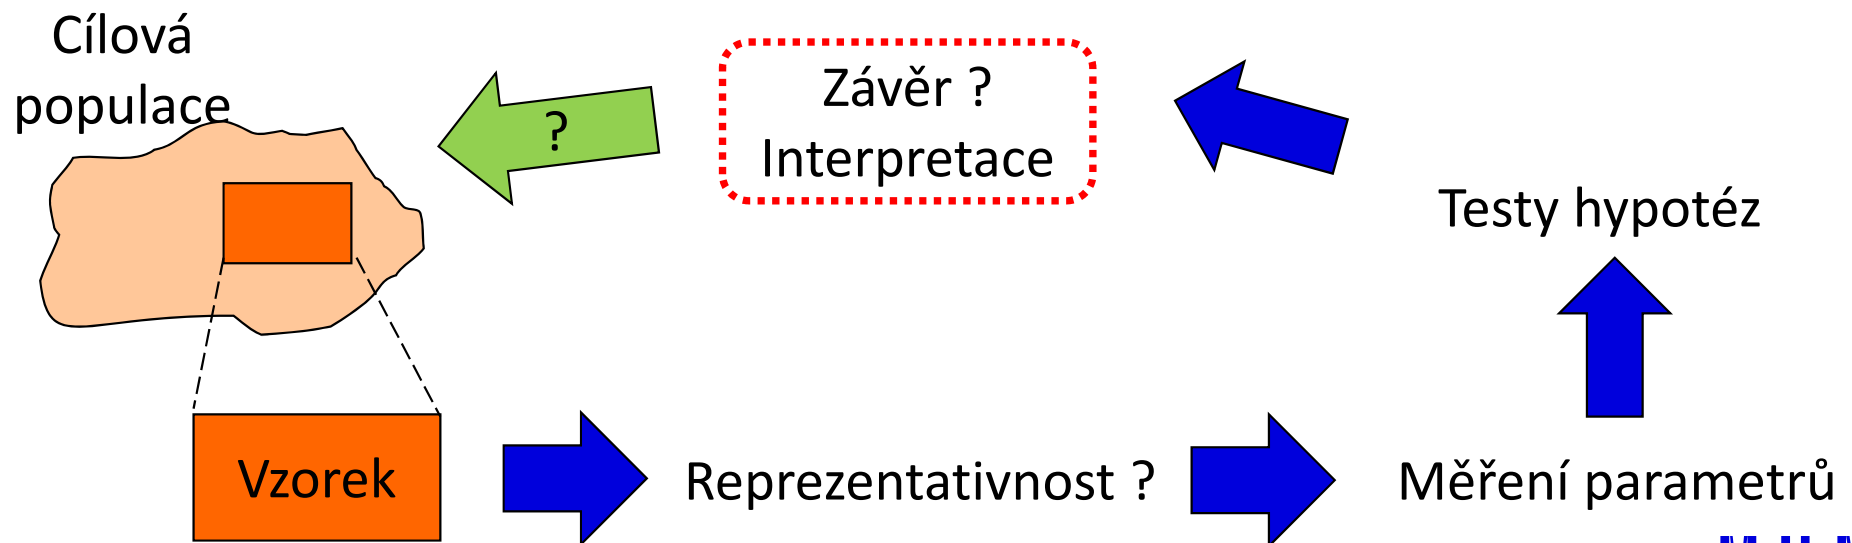 Cílová
populace
?
Závěr ?
Interpretace
Testy hypotéz
Vzorek
Reprezentativnost ?
Měření parametrů